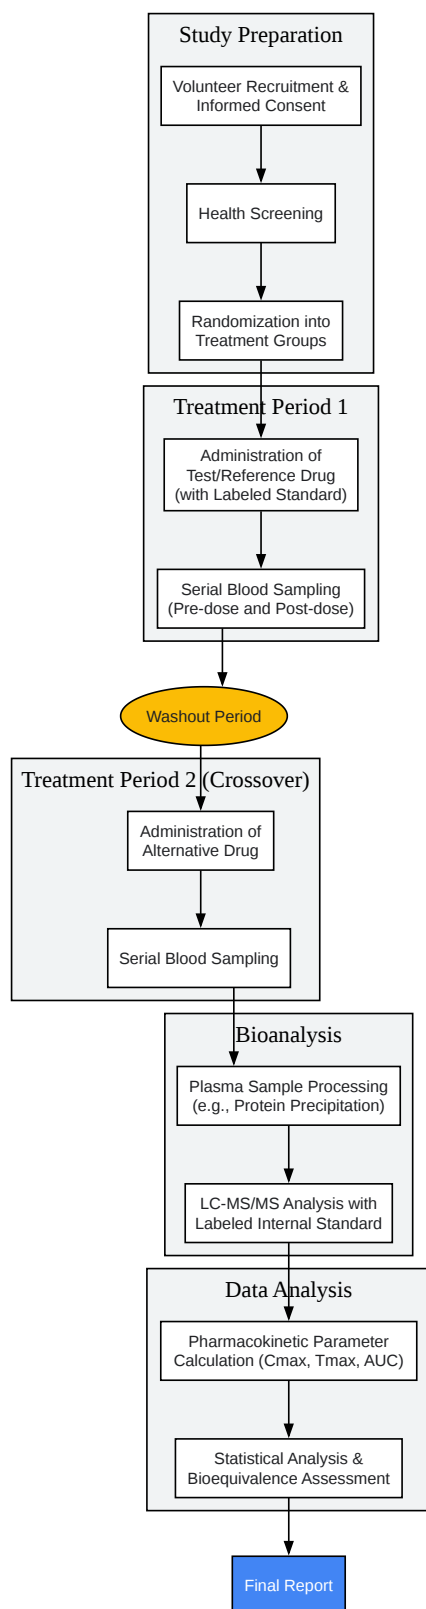 Study Preparation
Volunteer Recruitment &
Informed Consent
Health Screening
Randomization into
Treatment Groups
Treatment Period 1
Administration of
Test/Reference Drug
(with Labeled Standard)
Serial Blood Sampling
(Pre-dose and Post-dose)
Washout Period
Treatment Period 2 (Crossover)
Administration of
Alternative Drug
Serial Blood Sampling
Bioanalysis
Plasma Sample Processing
(e.g., Protein Precipitation)
LC-MS/MS Analysis with
Labeled Internal Standard
Data Analysis
Pharmacokinetic Parameter
Calculation (Cmax, Tmax, AUC)
Statistical Analysis &
Bioequivalence Assessment
Final Report